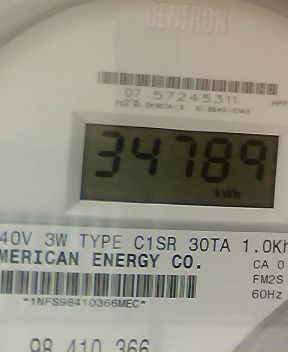 CENTRON®
07 57245311
34789
kWh
40V 3W TYPE C1SR 30TA 1.0Kh
MERICAN ENERGY CO.
CA 0
FM2S
60Hz
*1NFS98410366MEC*
98 410 366